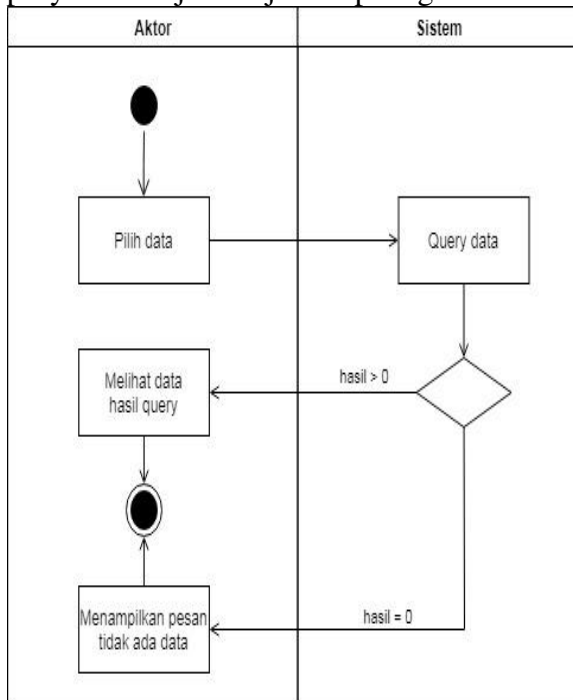 Aktor
Sistem
Pilih data
Query data
hasil > 0
Melihat data
hasil query
Menampilkan pesan
tidak ada data
hasil = 0